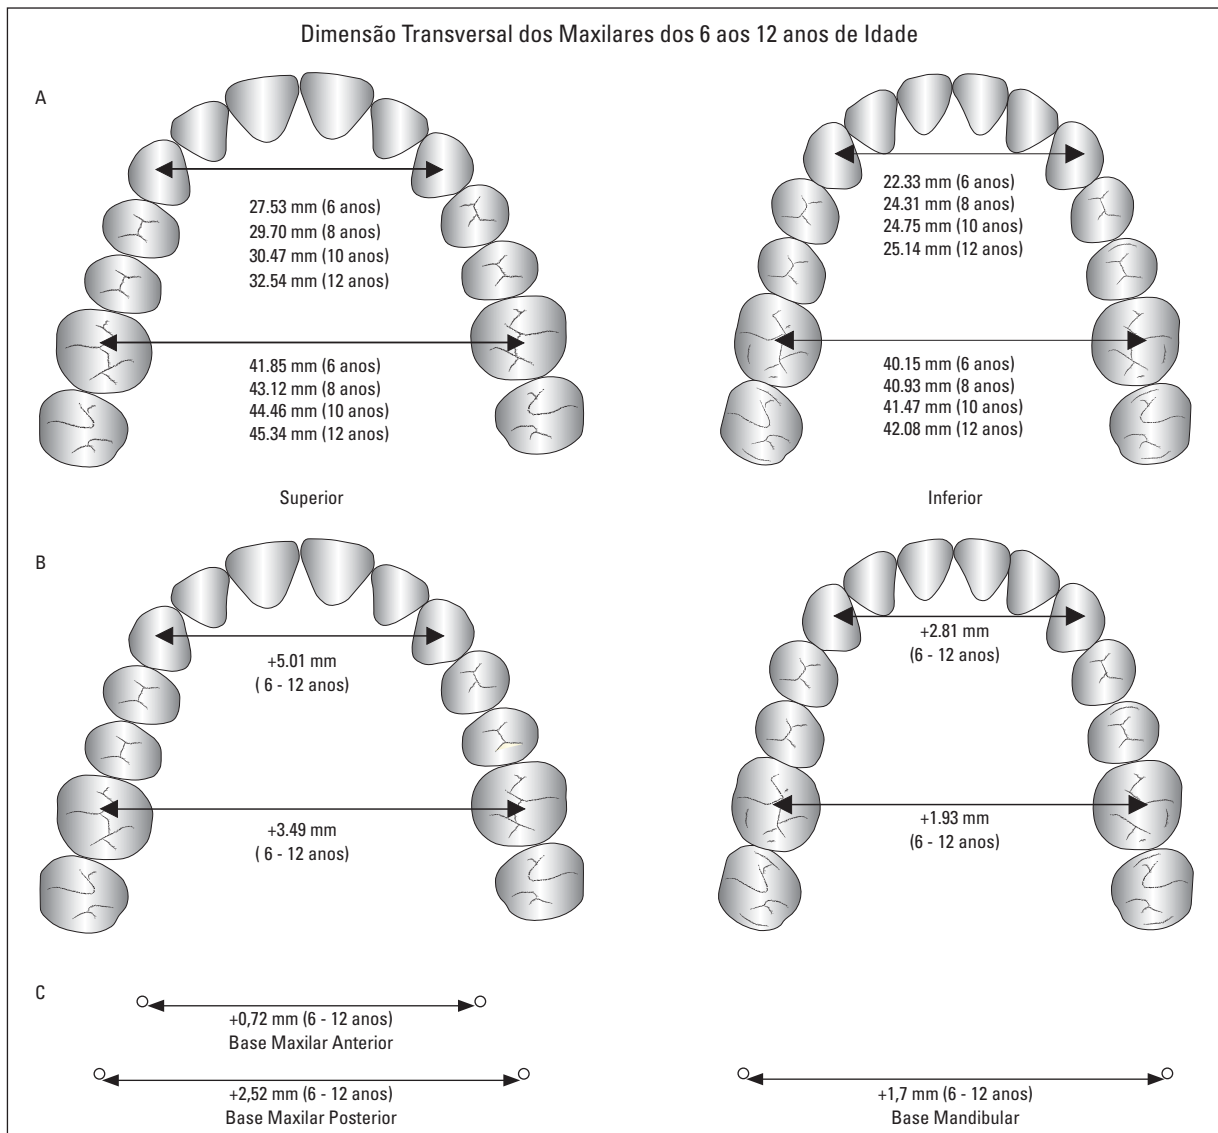 Dimensão Transversal dos Maxilares dos 6 aos 12 anos de Idade
A
27.53 mm (6 anos)
29.70 mm (8 anos)
30.47 mm (10 anos)
32.54 mm (12 anos)
41.85 mm (6 anos)
43.12 mm (8 anos)
44.46 mm (10 anos)
45.34 mm (12 anos)
Superior
22.33 mm (6 anos)
24.31 mm (8 anos)
24.75 mm (10 anos)
25.14 mm (12 anos)
40.15 mm (6 anos)
40.93 mm (8 anos)
41.47 mm (10 anos)
42.08 mm (12 anos)
Inferior
B
+5.01 mm
( 6 - 12 anos)
+3.49 mm
( 6 - 12 anos)
+2.81 mm
(6 - 12 anos)
+1.93 mm
(6 - 12 anos)
C
+0,72 mm (6 - 12 anos)
Base Maxilar Anterior
+2,52 mm (6 - 12 anos)
Base Maxilar Posterior
+1,7 mm (6 - 12 anos)
Base Mandibular